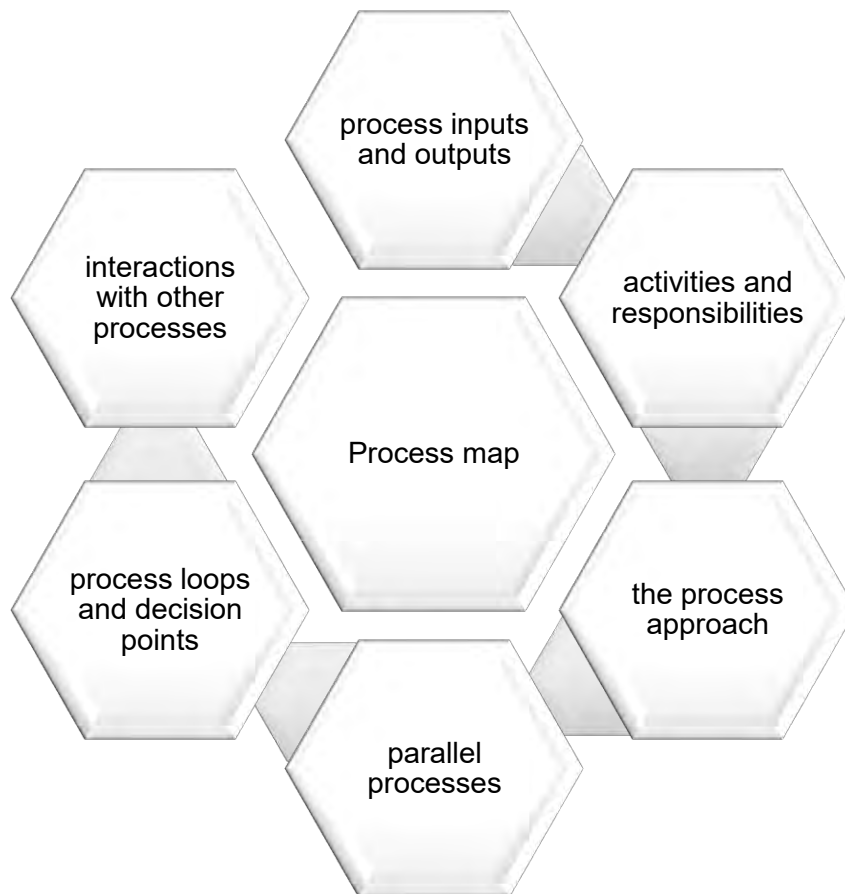 process inputs
and outputs
activities and
responsibilities
the process
approach
parallel
processes
process loops
and decision
points
interactions
with other
processes
Process map